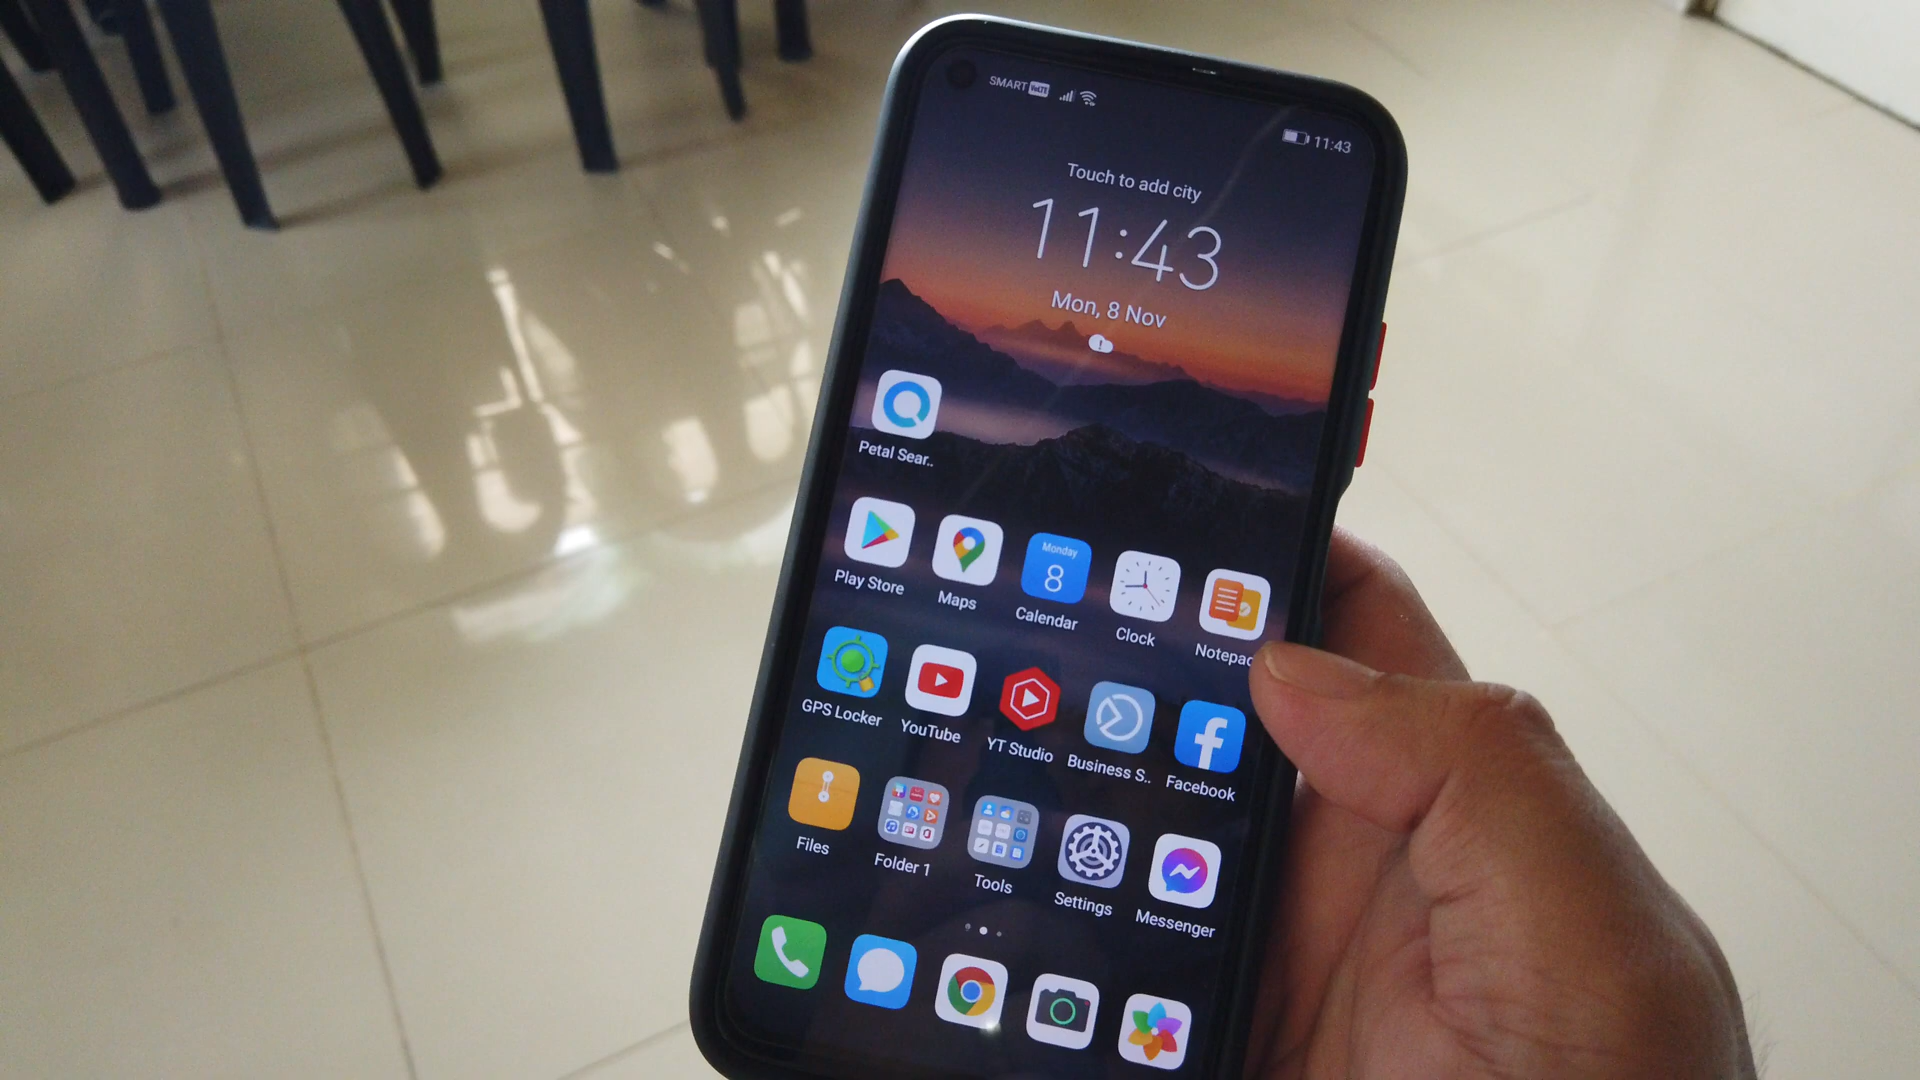 SMART VoLTE
11:43
Touch to add city
11:43
Mon, 8 Nov
Petal Sear..
Play Store
Maps
Monday
8
Calendar
Clock
Notepad
GPS Locker
YouTube
YT Studio
Business S..
Facebook
Files
Folder 1
Tools
Settings
Messenger